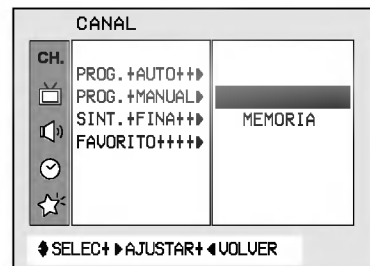 CANAL
CH.
PROG.+AUTO++▶
PROG.+MANUAL▶
SINT.+FINA++▶
FAVORITO++++▶
MEMORIA
◆SELEC+▶AJUSTAR+◀VOLVER